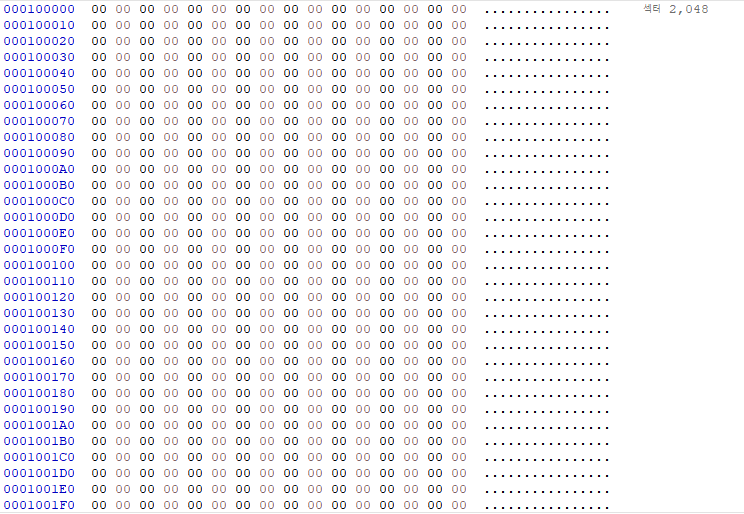 000100000 00 00 00 00 00 00 00 00 00 00 00 00 00 00 00 00 ................ 섹터 2,048
000100010 00 00 00 00 00 00 00 00 00 00 00 00 00 00 00 00 ................
000100020 00 00 00 00 00 00 00 00 00 00 00 00 00 00 00 00 ................
000100030 00 00 00 00 00 00 00 00 00 00 00 00 00 00 00 00 ................
000100040 00 00 00 00 00 00 00 00 00 00 00 00 00 00 00 00 ................
000100050 00 00 00 00 00 00 00 00 00 00 00 00 00 00 00 00 ................
000100060 00 00 00 00 00 00 00 00 00 00 00 00 00 00 00 00 ................
000100070 00 00 00 00 00 00 00 00 00 00 00 00 00 00 00 00 ................
000100080 00 00 00 00 00 00 00 00 00 00 00 00 00 00 00 00 ................
000100090 00 00 00 00 00 00 00 00 00 00 00 00 00 00 00 00 ................
0001000A0 00 00 00 00 00 00 00 00 00 00 00 00 00 00 00 00 ................
0001000B0 00 00 00 00 00 00 00 00 00 00 00 00 00 00 00 00 ................
0001000C0 00 00 00 00 00 00 00 00 00 00 00 00 00 00 00 00 ................
0001000D0 00 00 00 00 00 00 00 00 00 00 00 00 00 00 00 00 ................
0001000E0 00 00 00 00 00 00 00 00 00 00 00 00 00 00 00 00 ................
0001000F0 00 00 00 00 00 00 00 00 00 00 00 00 00 00 00 00 ................
000100100 00 00 00 00 00 00 00 00 00 00 00 00 00 00 00 00 ................
000100110 00 00 00 00 00 00 00 00 00 00 00 00 00 00 00 00 ................
000100120 00 00 00 00 00 00 00 00 00 00 00 00 00 00 00 00 ................
000100130 00 00 00 00 00 00 00 00 00 00 00 00 00 00 00 00 ................
000100140 00 00 00 00 00 00 00 00 00 00 00 00 00 00 00 00 ................
000100150 00 00 00 00 00 00 00 00 00 00 00 00 00 00 00 00 ................
000100160 00 00 00 00 00 00 00 00 00 00 00 00 00 00 00 00 ................
000100170 00 00 00 00 00 00 00 00 00 00 00 00 00 00 00 00 ................
000100180 00 00 00 00 00 00 00 00 00 00 00 00 00 00 00 00 ................
000100190 00 00 00 00 00 00 00 00 00 00 00 00 00 00 00 00 ................
0001001A0 00 00 00 00 00 00 00 00 00 00 00 00 00 00 00 00 ................
0001001B0 00 00 00 00 00 00 00 00 00 00 00 00 00 00 00 00 ................
0001001C0 00 00 00 00 00 00 00 00 00 00 00 00 00 00 00 00 ................
0001001D0 00 00 00 00 00 00 00 00 00 00 00 00 00 00 00 00 ................
0001001E0 00 00 00 00 00 00 00 00 00 00 00 00 00 00 00 00 ................
0001001F0 00 00 00 00 00 00 00 00 00 00 00 00 00 00 00 00 ................